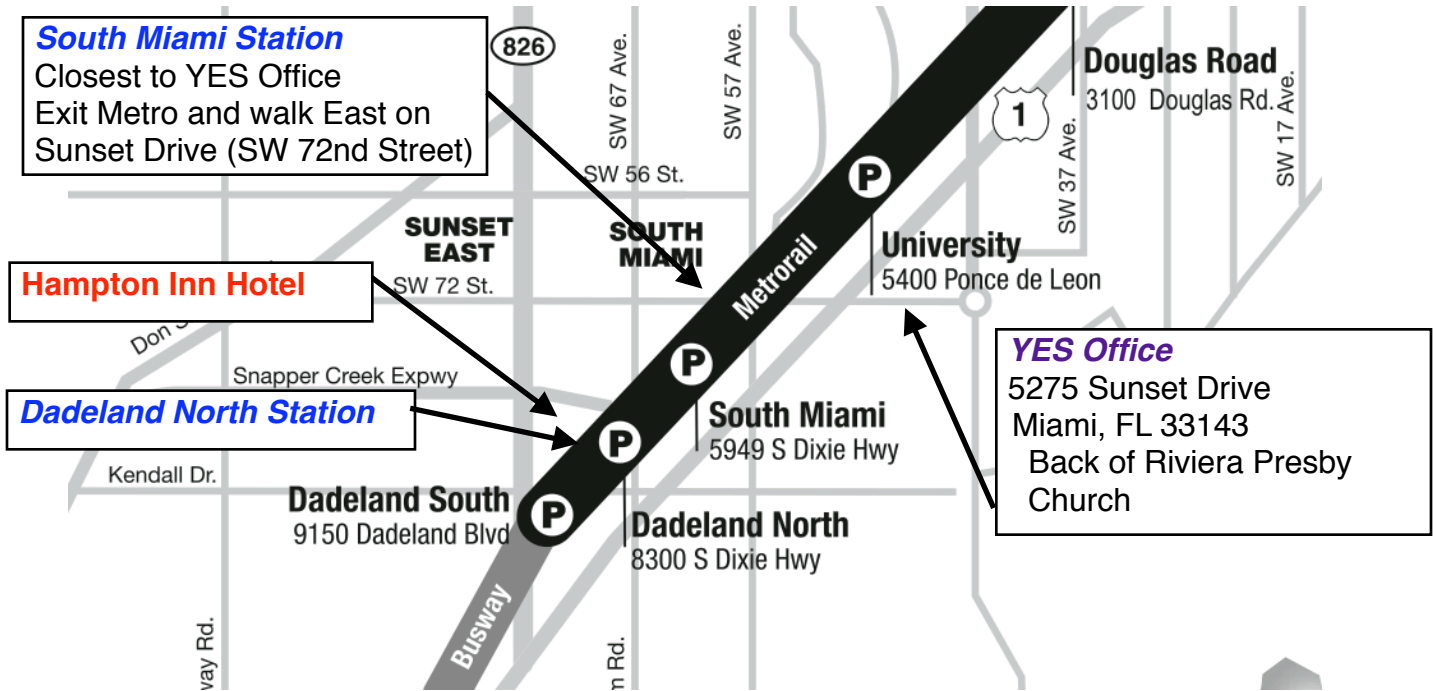 South Miami Station
Closest to YES Office
Exit Metro and walk East on
Sunset Drive (SW 72nd Street)
826
SW 67 Ave.
SW 57 Ave.
Douglas Road
3100 Douglas Rd.
1
SW 37 Ave.
SW 17 Ave.
SW 56 St.
P
SUNSET
EAST
SOUTH
MIAMI
University
5400 Ponce de Leon
Metrorail
Hampton Inn Hotel
SW 72 St.
Don
YES Office
5275 Sunset Drive
Miami, FL 33143
Back of Riviera Presby
Church
P
Snapper Creek Expwy
Dadeland North Station
South Miami
5949 S Dixie Hwy
P
Kendall Dr.
Dadeland South
9150 Dadeland Blvd
P
Dadeland North
8300 S Dixie Hwy
Busway
Rd.
Rd.